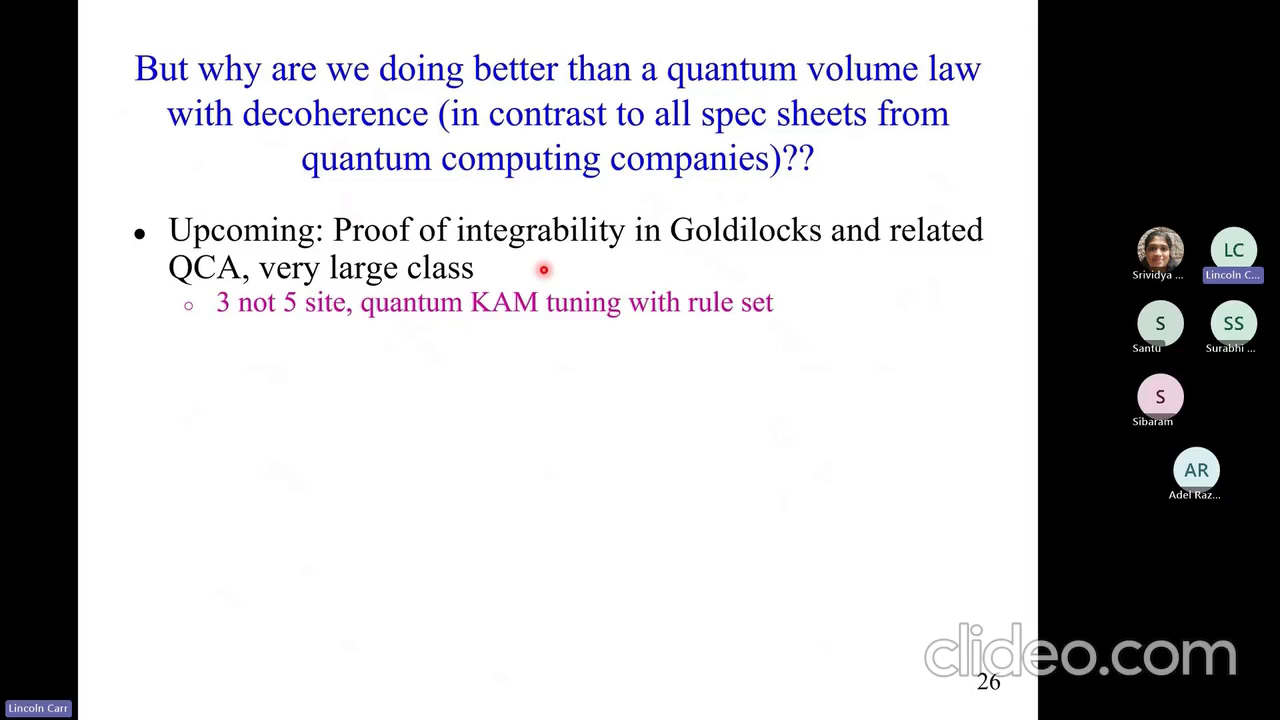 But why are we doing better than a quantum volume law
with decoherence (in contrast to all spec sheets from
quantum computing companies)??
• Upcoming: Proof of integrability in Goldilocks and related
QCA, very large class
○ 3 not 5 site, quantum KAM tuning with rule set
26
clideo.com
Srividya ...
LC
Lincoln C...
S
Santu
SS
Surabhi ...
S
Sibaram
AR
Adel Raz...
Lincoln Carr